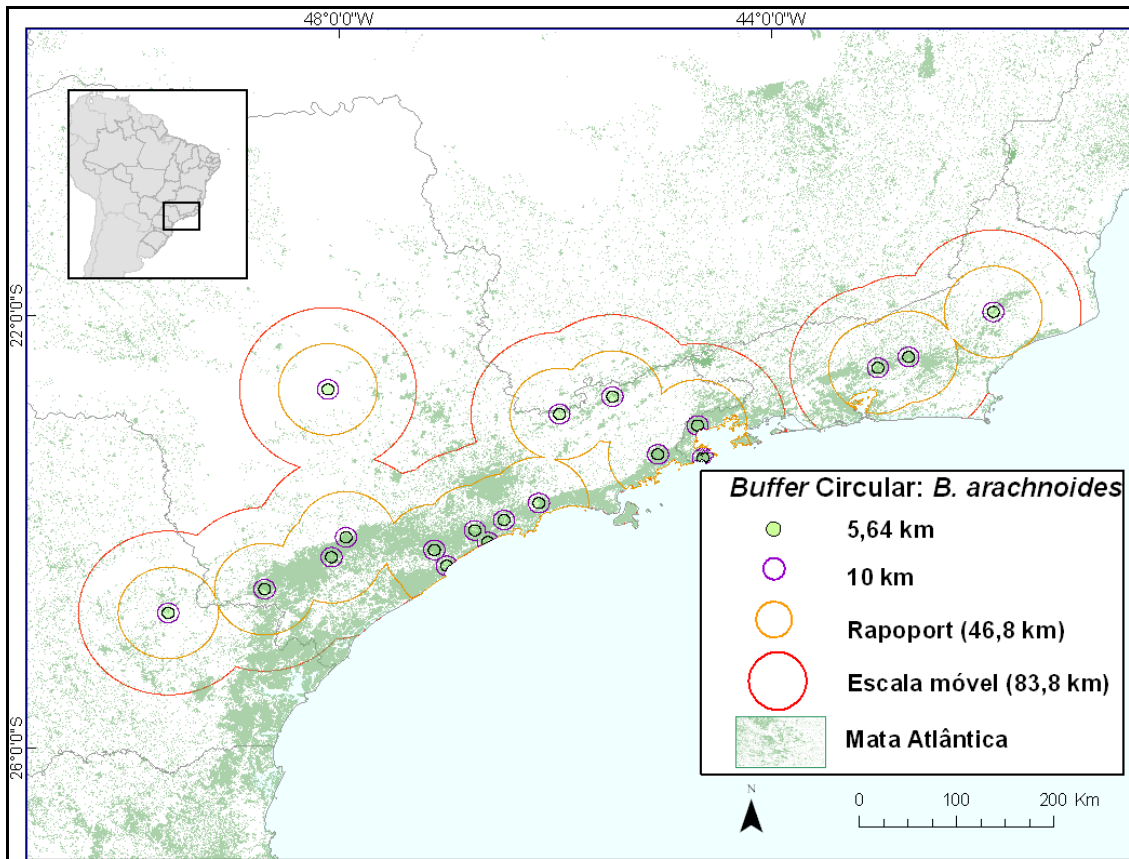 48°0'0"W 44°0'0"W
22°0'0"S
26°0'0"S
Buffer Circular: B. arachnoides
5,64 km
10 km
Rapoport (46,8 km)
Escala móvel (83,8 km)
Mata Atlântica
N
0 100 200 Km